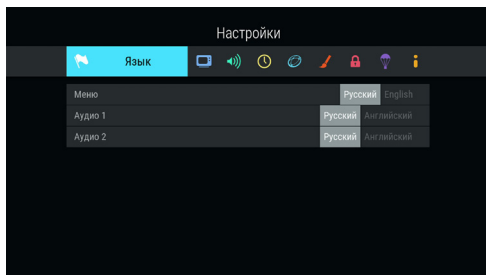 Настройки
Язык
Меню Русский English
Аудио 1 Русский Английский
Аудио 2 Русский Английский